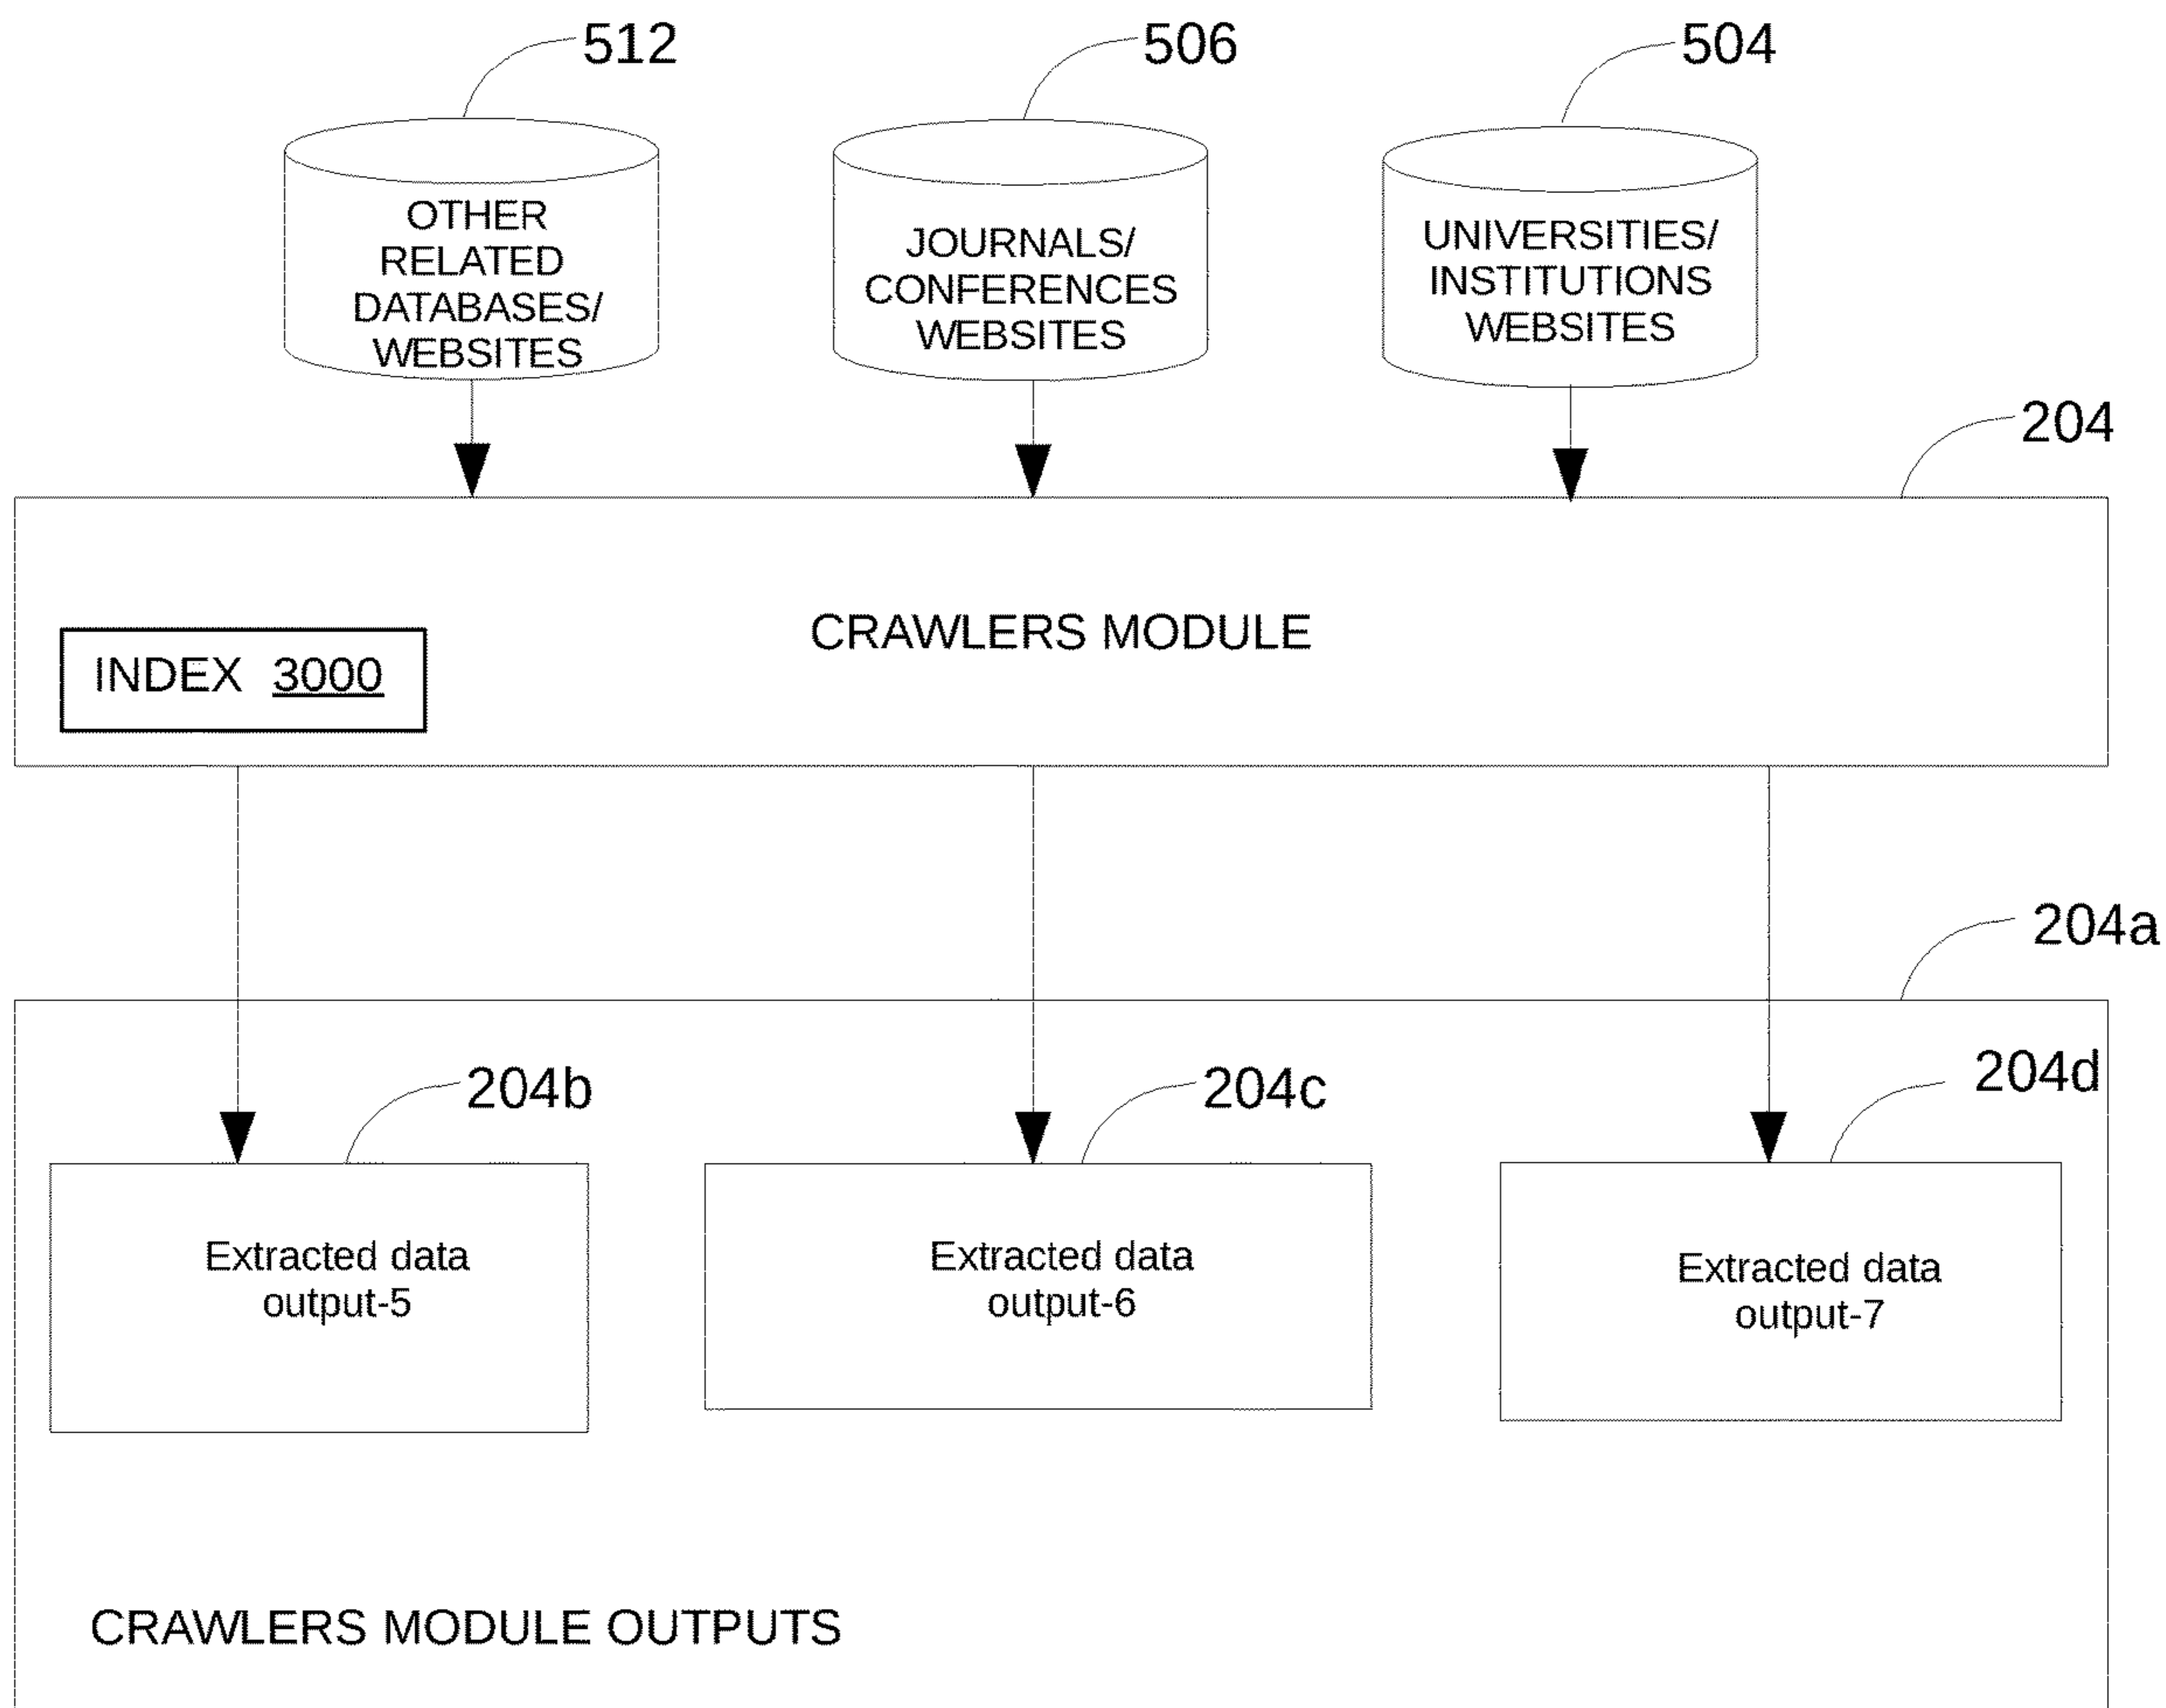 512
506
504
OTHER
RELATED
DATABASES/
WEBSITES
JOURNALS/
CONFERENCES
WEBSITES
UNIVERSITIES/
INSTITUTIONS
WEBSITES
204
CRAWLERS MODULE
INDEX 3000
204a
204b
204c
204d
Extracted data
output-5
Extracted data
output-6
Extracted data
output-7
CRAWLERS MODULE OUTPUTS